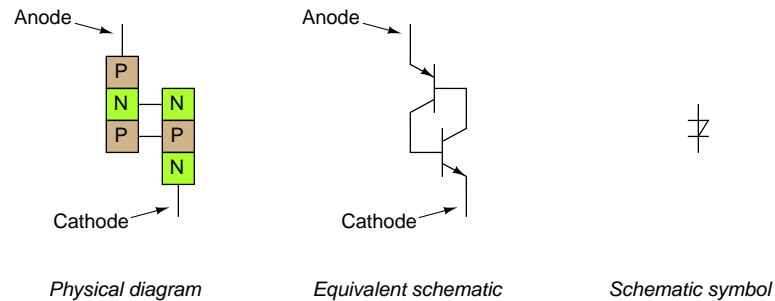 Anode
P
N N
P P
N
Cathode
Physical diagram
Anode
Cathode
Equivalent schematic
Schematic symbol